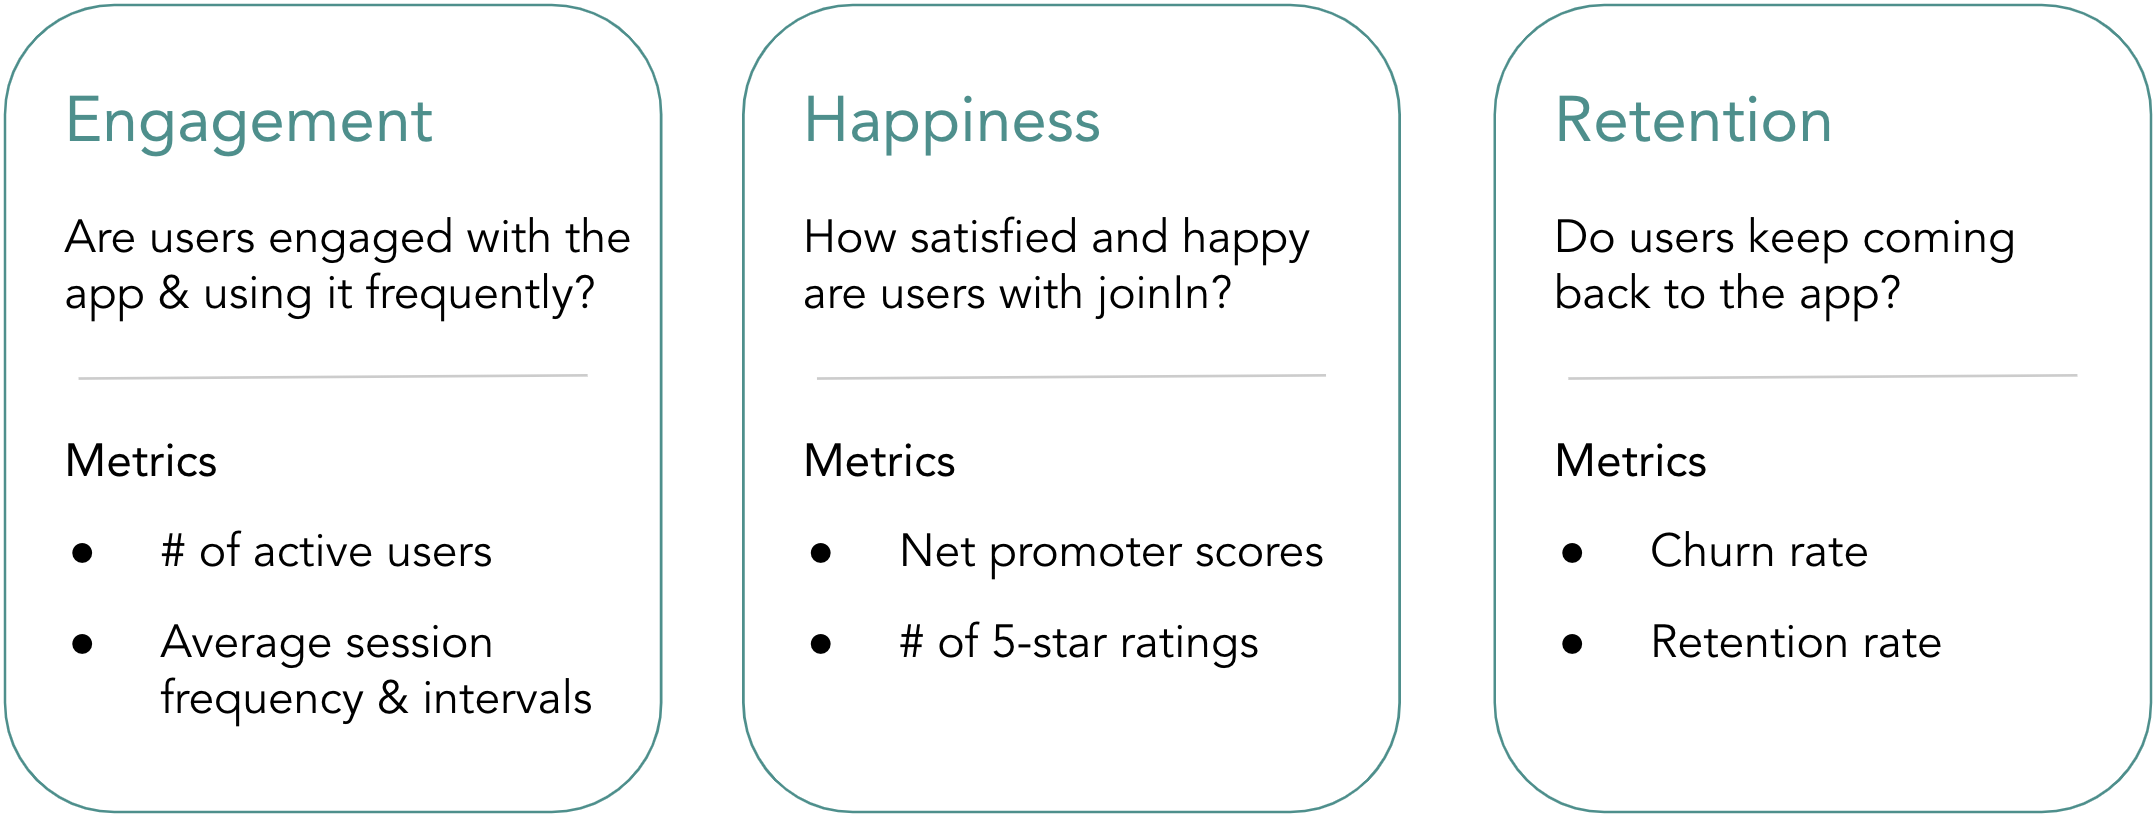 Engagement
Are users engaged with the
app & using it frequently?
Metrics
● # of active users
● Average session
frequency & intervals
Happiness
How satisfied and happy
are users with joinIn?
Metrics
● Net promoter scores
● # of 5-star ratings
Retention
Do users keep coming
back to the app?
Metrics
● Churn rate
● Retention rate